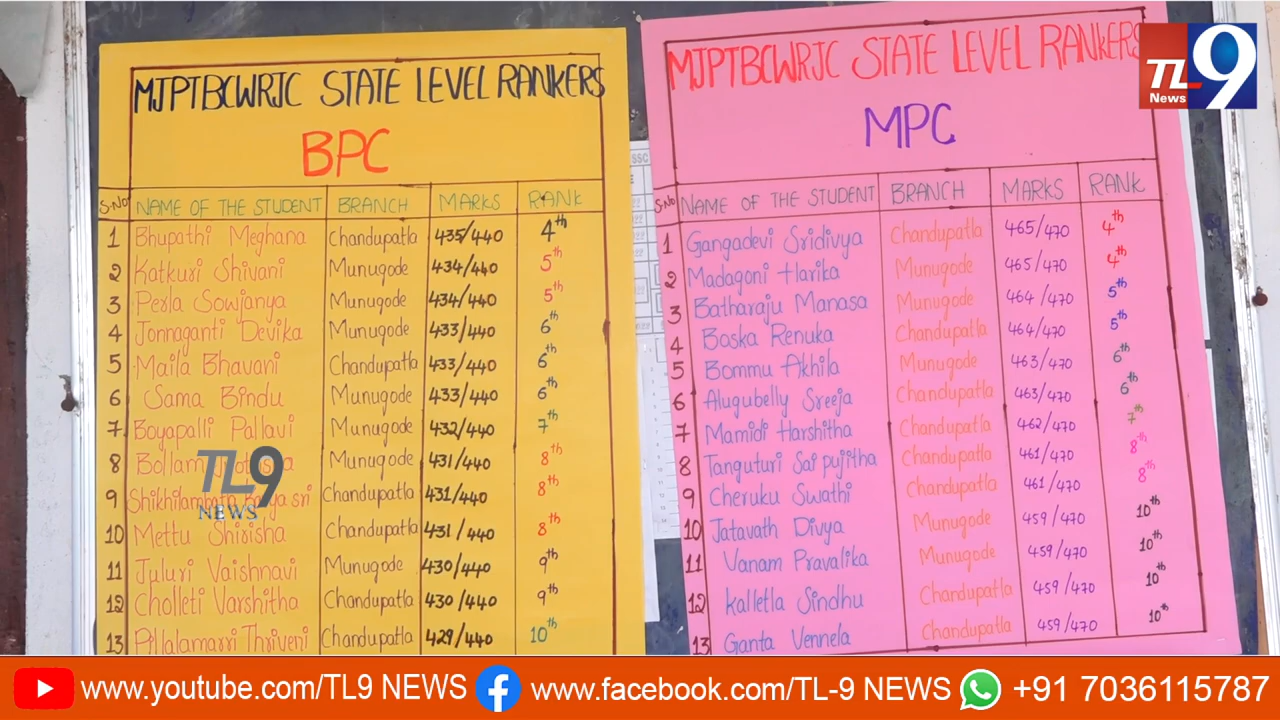 MJPTBCWRJC STATE LEVEL RANKERS
BPC
S.No NAME OF THE STUDENT BRANCH MARKS RANK
1 Bhupathi Meghana Chandupatla 435/440 4th
2 Katkuri Shivani Munugode 434/440 5th
3 Perla Sowjanya Munugode 434/440 5th
4 Jonnaganti Devika Munugode 433/440 6th
5 Maila Bhavani Chandupatla 433/440 6th
6 Sama Bindu Munugode 433/440 6th
7 Boyapalli Pallavi Munugode 432/440 7th
8 Bollam Munugode 431/440 8th
9 Shikhilambata sri Chandupatla 431/440 8th
10 Mettu Shirisha Chandupatla 431/440 8th
11 Juluri Vaishnavi Munugode 430/440 9th
12 Cholleti Varshitha Chandupatla 430/440 9th
13 Pillalamarri Thriveni Chandupatla 429/440 10th
TL9
NEWS
MJPTBCWRJC STATE LEVEL RANKERS
MPC
S.No NAME OF THE STUDENT BRANCH MARKS RANK
1 Gangadevi Sridivya Chandupatla 465/470 4th
2 Madagoni Harika Munugode 465/470 4th
3 Batharaju Manasa Munugode 464/470 5th
4 Boska Renuka Chandupatla 464/470 5th
5 Bommu Akhila Munugode 463/470 6th
6 Alugubelly Sreeja Chandupatla 463/470 6th
7 Mamidi Harshitha Chandupatla 462/470 7th
8 Tanguturi Sai pujitha Chandupatla 461/470 8th
9 Cheruku Swathi Chandupatla 461/470 8th
10 Jatavath Divya Munugode 459/470 10th
11 Vanam Pravalika Munugode 459/470 10th
12 Kalletla Sindhu Chandupatla 459/470 10th
13 Ganta Vennela Chandupatla 459/470 10th
SSC
TL9
News
www.youtube.com/TL9 NEWS www.facebook.com/TL-9 NEWS +91 7036115787